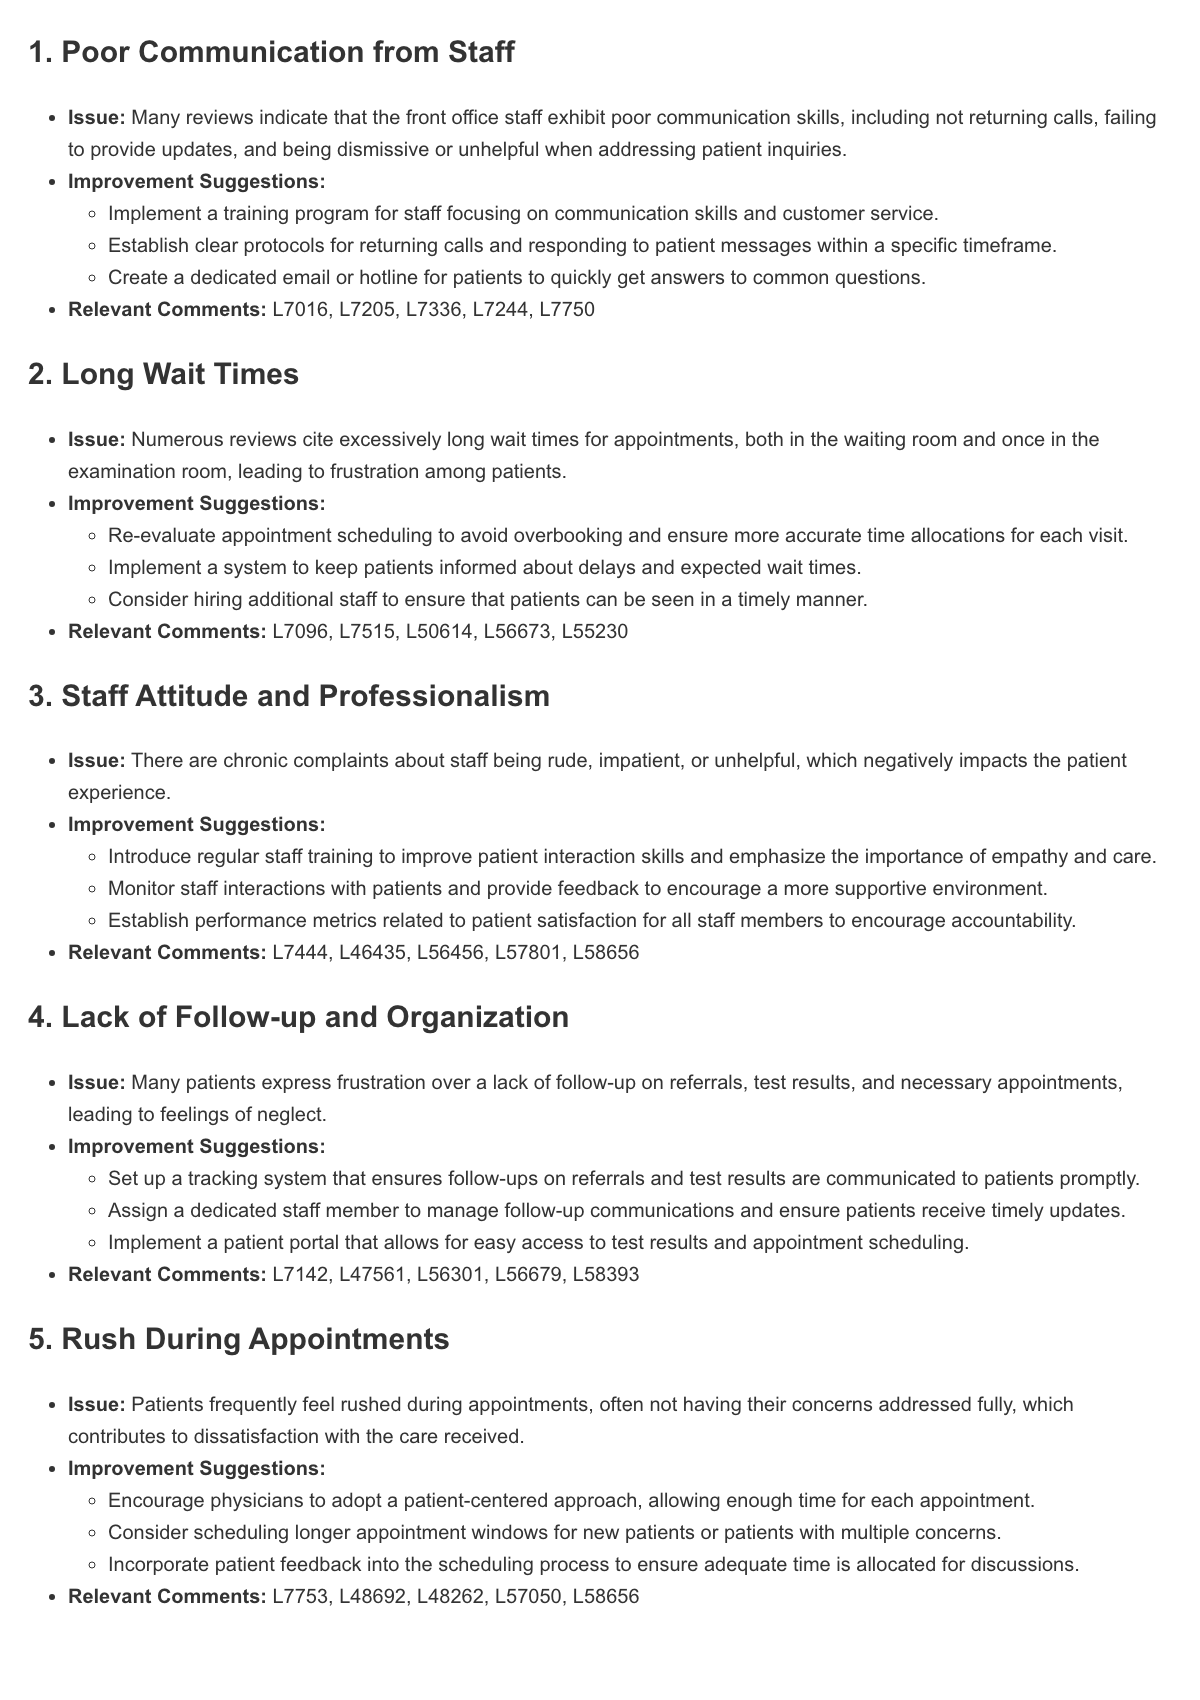 1. Poor Communication from Staff
• Issue: Many reviews indicate that the front office staff exhibit poor communication skills, including not returning calls, failing
to provide updates, and being dismissive or unhelpful when addressing patient inquiries.
• Improvement Suggestions:
◦ Implement a training program for staff focusing on communication skills and customer service.
◦ Establish clear protocols for returning calls and responding to patient messages within a specific timeframe.
◦ Create a dedicated email or hotline for patients to quickly get answers to common questions.
• Relevant Comments: L7016, L7205, L7336, L7244, L7750
2. Long Wait Times
• Issue: Numerous reviews cite excessively long wait times for appointments, both in the waiting room and once in the
examination room, leading to frustration among patients.
• Improvement Suggestions:
◦ Re-evaluate appointment scheduling to avoid overbooking and ensure more accurate time allocations for each visit.
◦ Implement a system to keep patients informed about delays and expected wait times.
◦ Consider hiring additional staff to ensure that patients can be seen in a timely manner.
• Relevant Comments: L7096, L7515, L50614, L56673, L55230
3. Staff Attitude and Professionalism
• Issue: There are chronic complaints about staff being rude, impatient, or unhelpful, which negatively impacts the patient
experience.
• Improvement Suggestions:
◦ Introduce regular staff training to improve patient interaction skills and emphasize the importance of empathy and care.
◦ Monitor staff interactions with patients and provide feedback to encourage a more supportive environment.
◦ Establish performance metrics related to patient satisfaction for all staff members to encourage accountability.
• Relevant Comments: L7444, L46435, L56456, L57801, L58656
4. Lack of Follow-up and Organization
• Issue: Many patients express frustration over a lack of follow-up on referrals, test results, and necessary appointments,
leading to feelings of neglect.
• Improvement Suggestions:
◦ Set up a tracking system that ensures follow-ups on referrals and test results are communicated to patients promptly.
◦ Assign a dedicated staff member to manage follow-up communications and ensure patients receive timely updates.
◦ Implement a patient portal that allows for easy access to test results and appointment scheduling.
• Relevant Comments: L7142, L47561, L56301, L56679, L58393
5. Rush During Appointments
• Issue: Patients frequently feel rushed during appointments, often not having their concerns addressed fully, which
contributes to dissatisfaction with the care received.
• Improvement Suggestions:
◦ Encourage physicians to adopt a patient-centered approach, allowing enough time for each appointment.
◦ Consider scheduling longer appointment windows for new patients or patients with multiple concerns.
◦ Incorporate patient feedback into the scheduling process to ensure adequate time is allocated for discussions.
• Relevant Comments: L7753, L48692, L48262, L57050, L58656